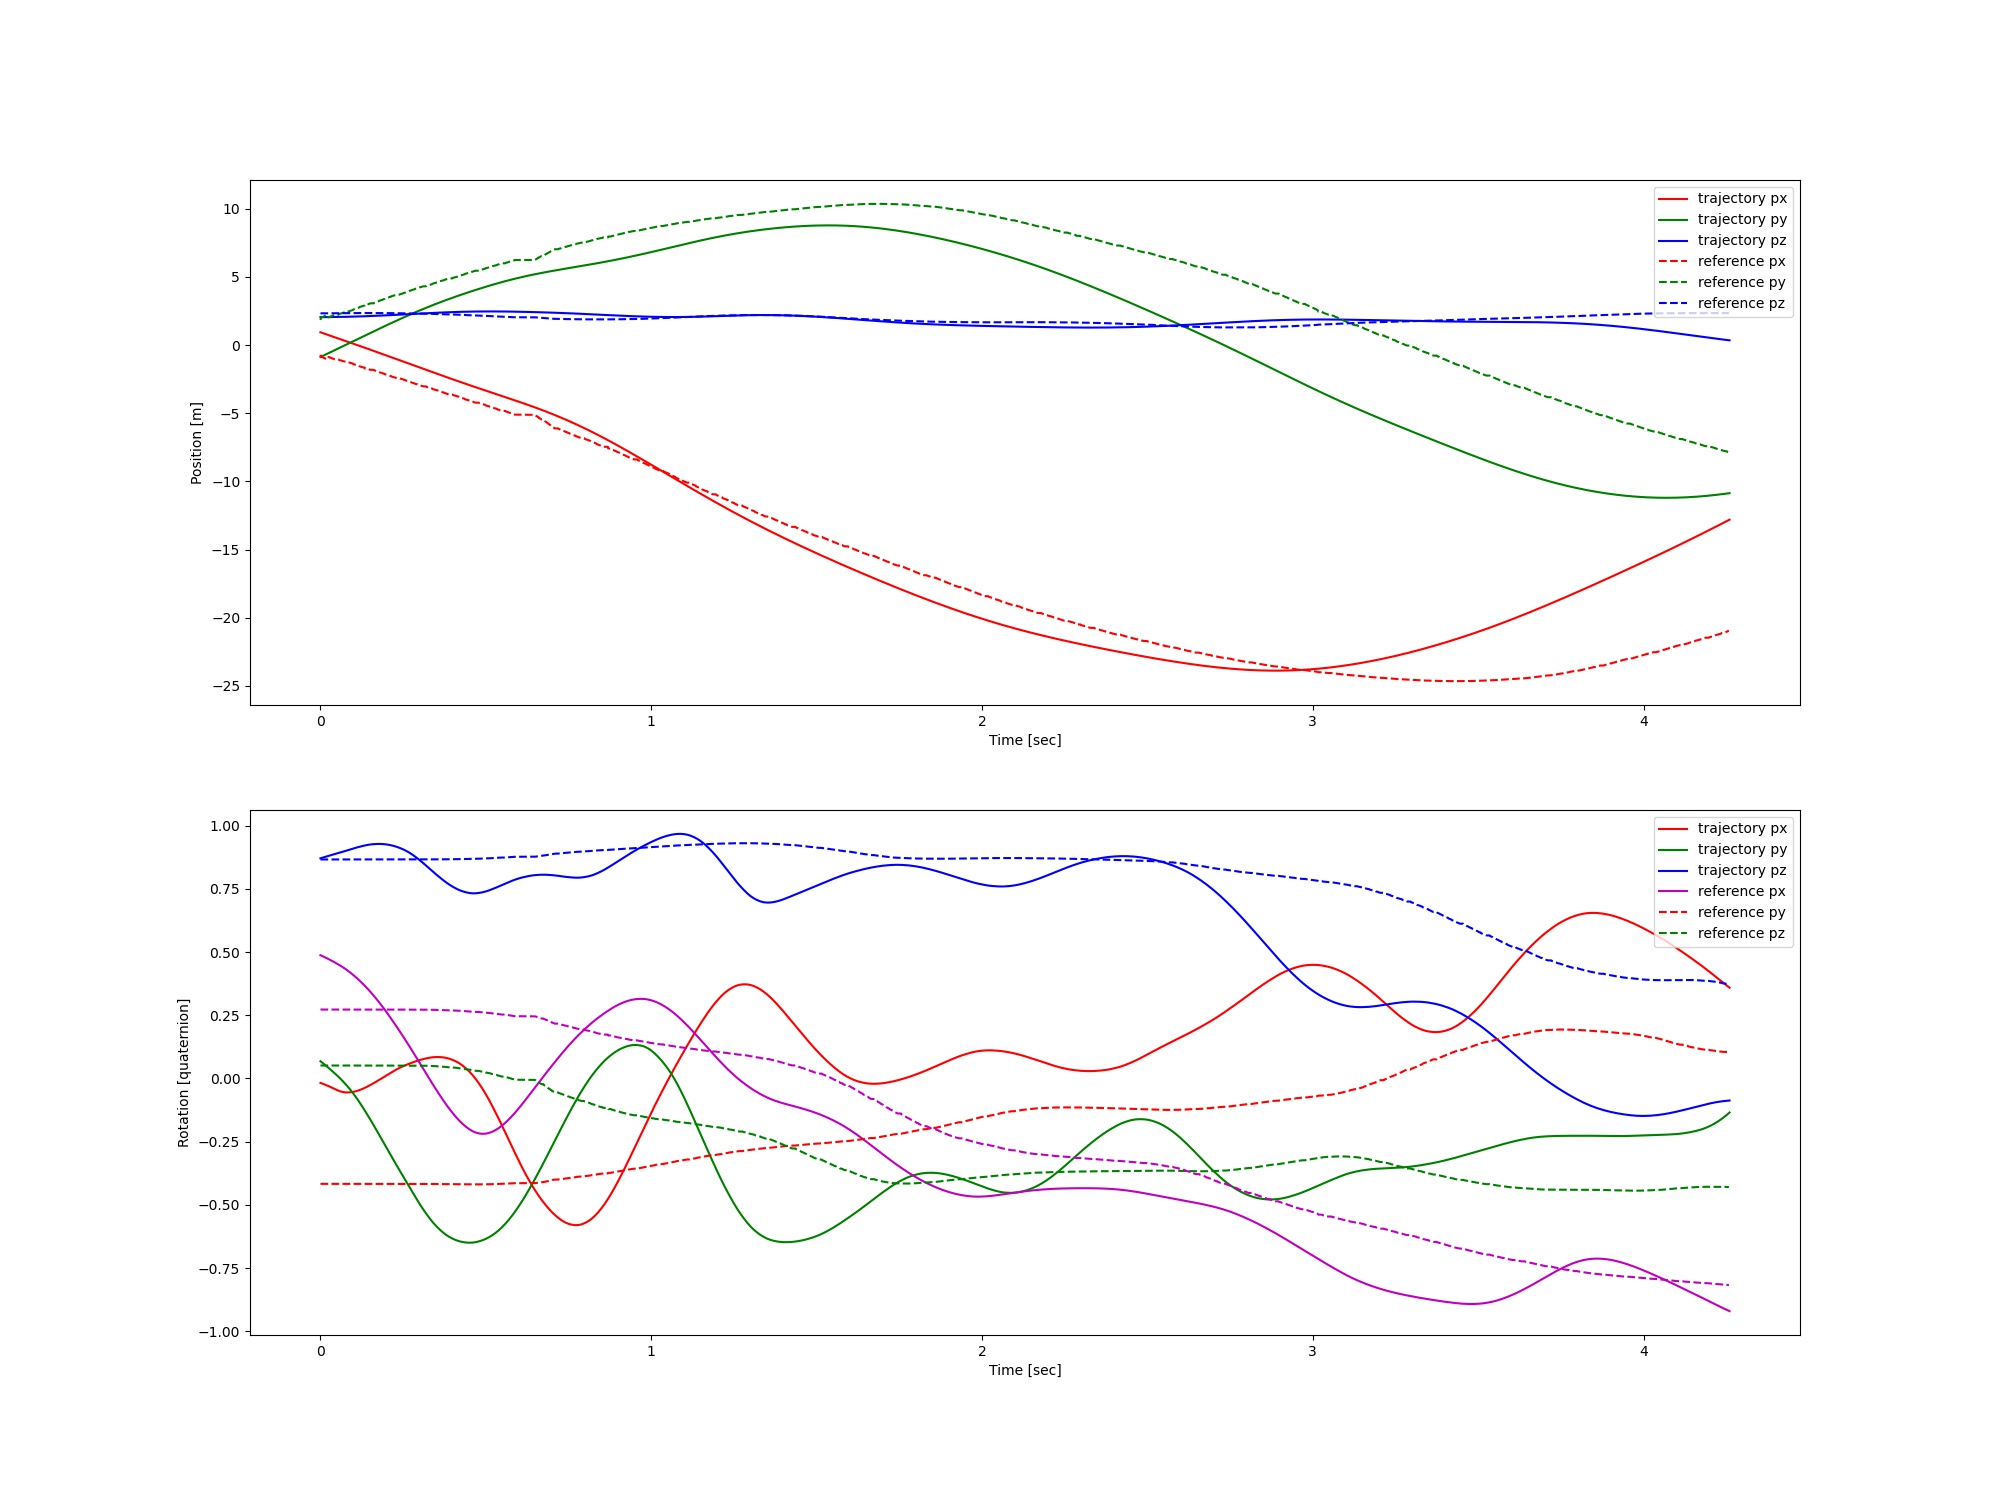 10
5
0
−5
−10
−15
−20
−25
Position [m]
0 1 2 3 4
Time [sec]
trajectory px
trajectory py
trajectory pz
reference px
reference py
reference pz
1.00
0.75
0.50
0.25
0.00
−0.25
−0.50
−0.75
−1.00
Rotation [quaternion]
0 1 2 3 4
Time [sec]
trajectory px
trajectory py
trajectory pz
reference px
reference py
reference pz